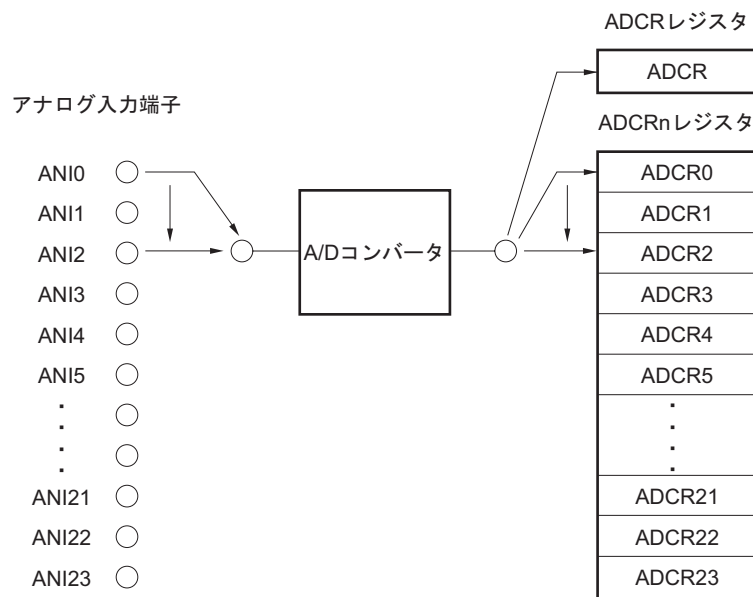 ADCRレジスタ
ADCR
アナログ入力端子
ADCRnレジスタ
ANI0
ANI1
ANI2
ANI3
ANI4
ANI5
ANI21
ANI22
ANI23
A/Dコンバータ
ADCR0
ADCR1
ADCR2
ADCR3
ADCR4
ADCR5
ADCR21
ADCR22
ADCR23